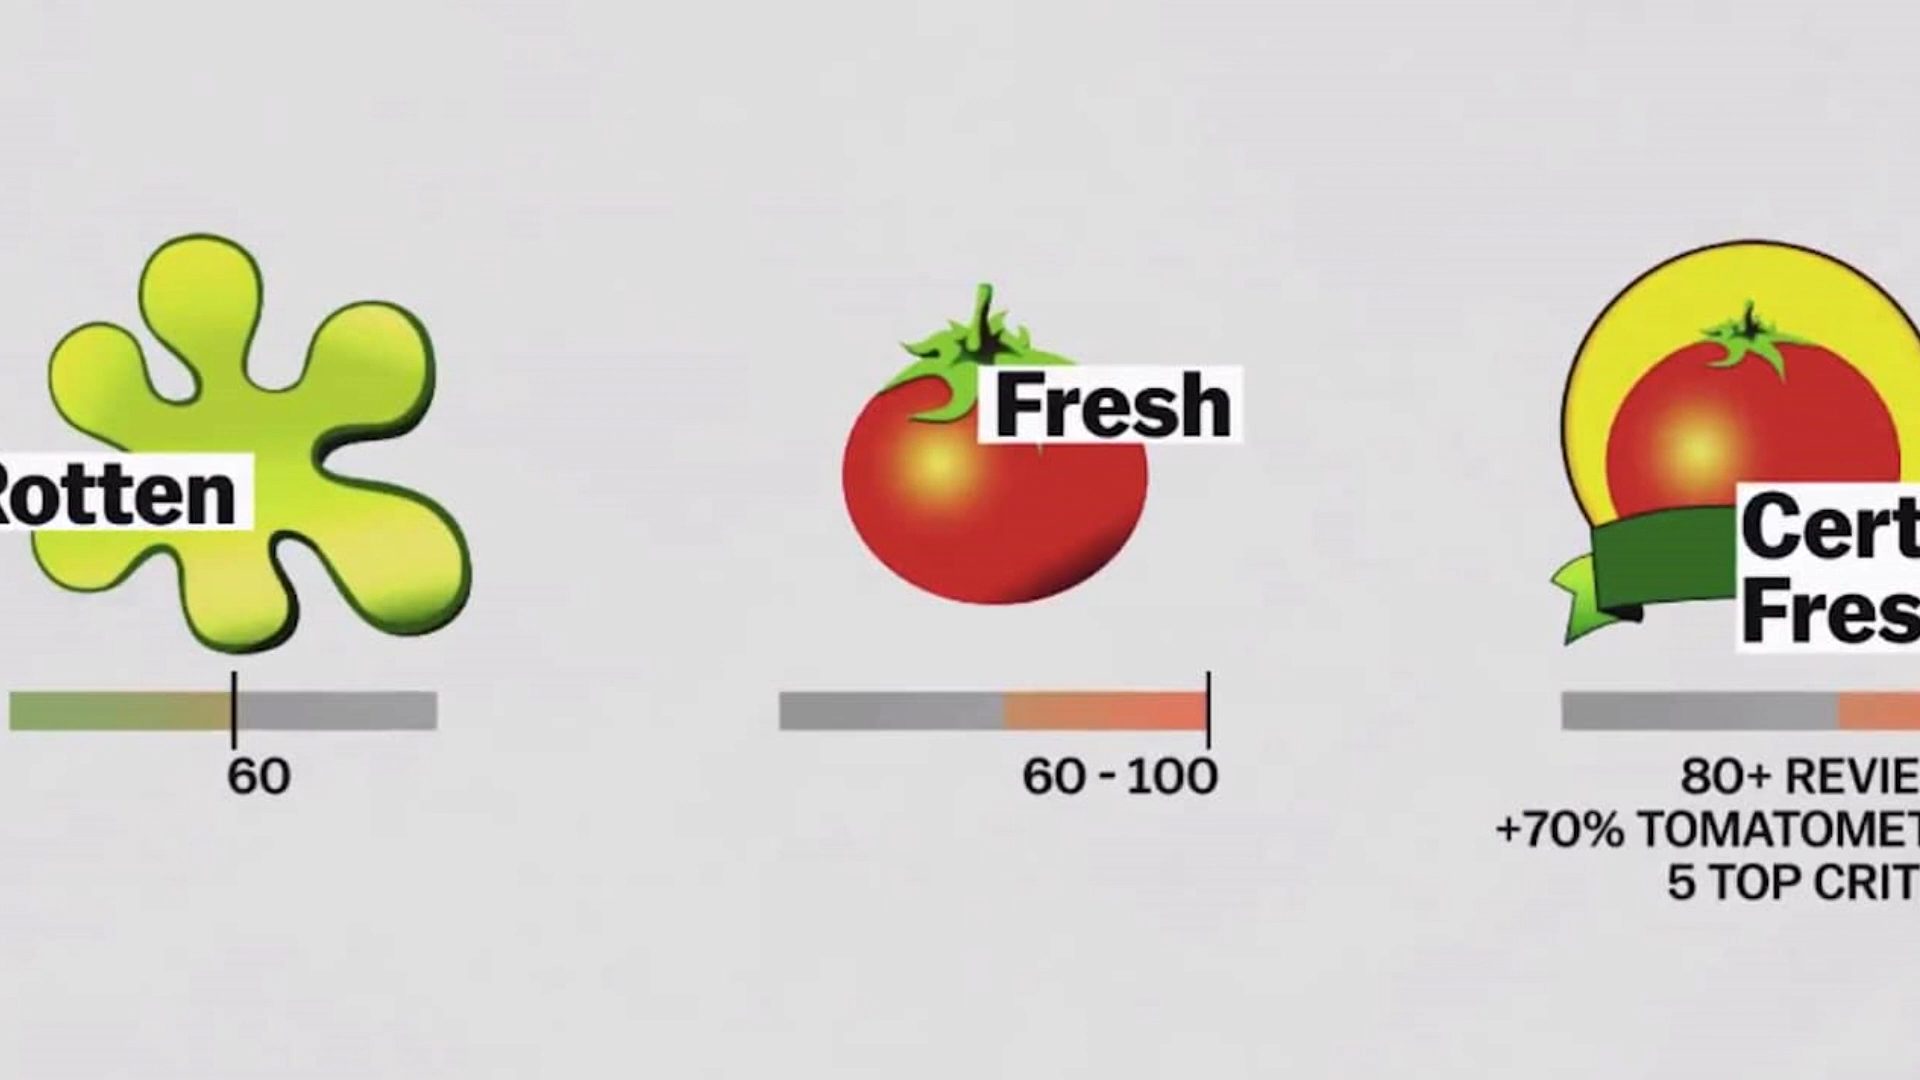 Rotten
60
Fresh
60 - 100
Cert
Fres
80+ REVIE
+70% TOMATOMET
5 TOP CRIT